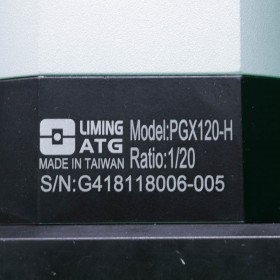 LIMING Model:PGX120-H
ATG
MADE IN TAIWAN Ratio:1/20
S/N:G418118006-005